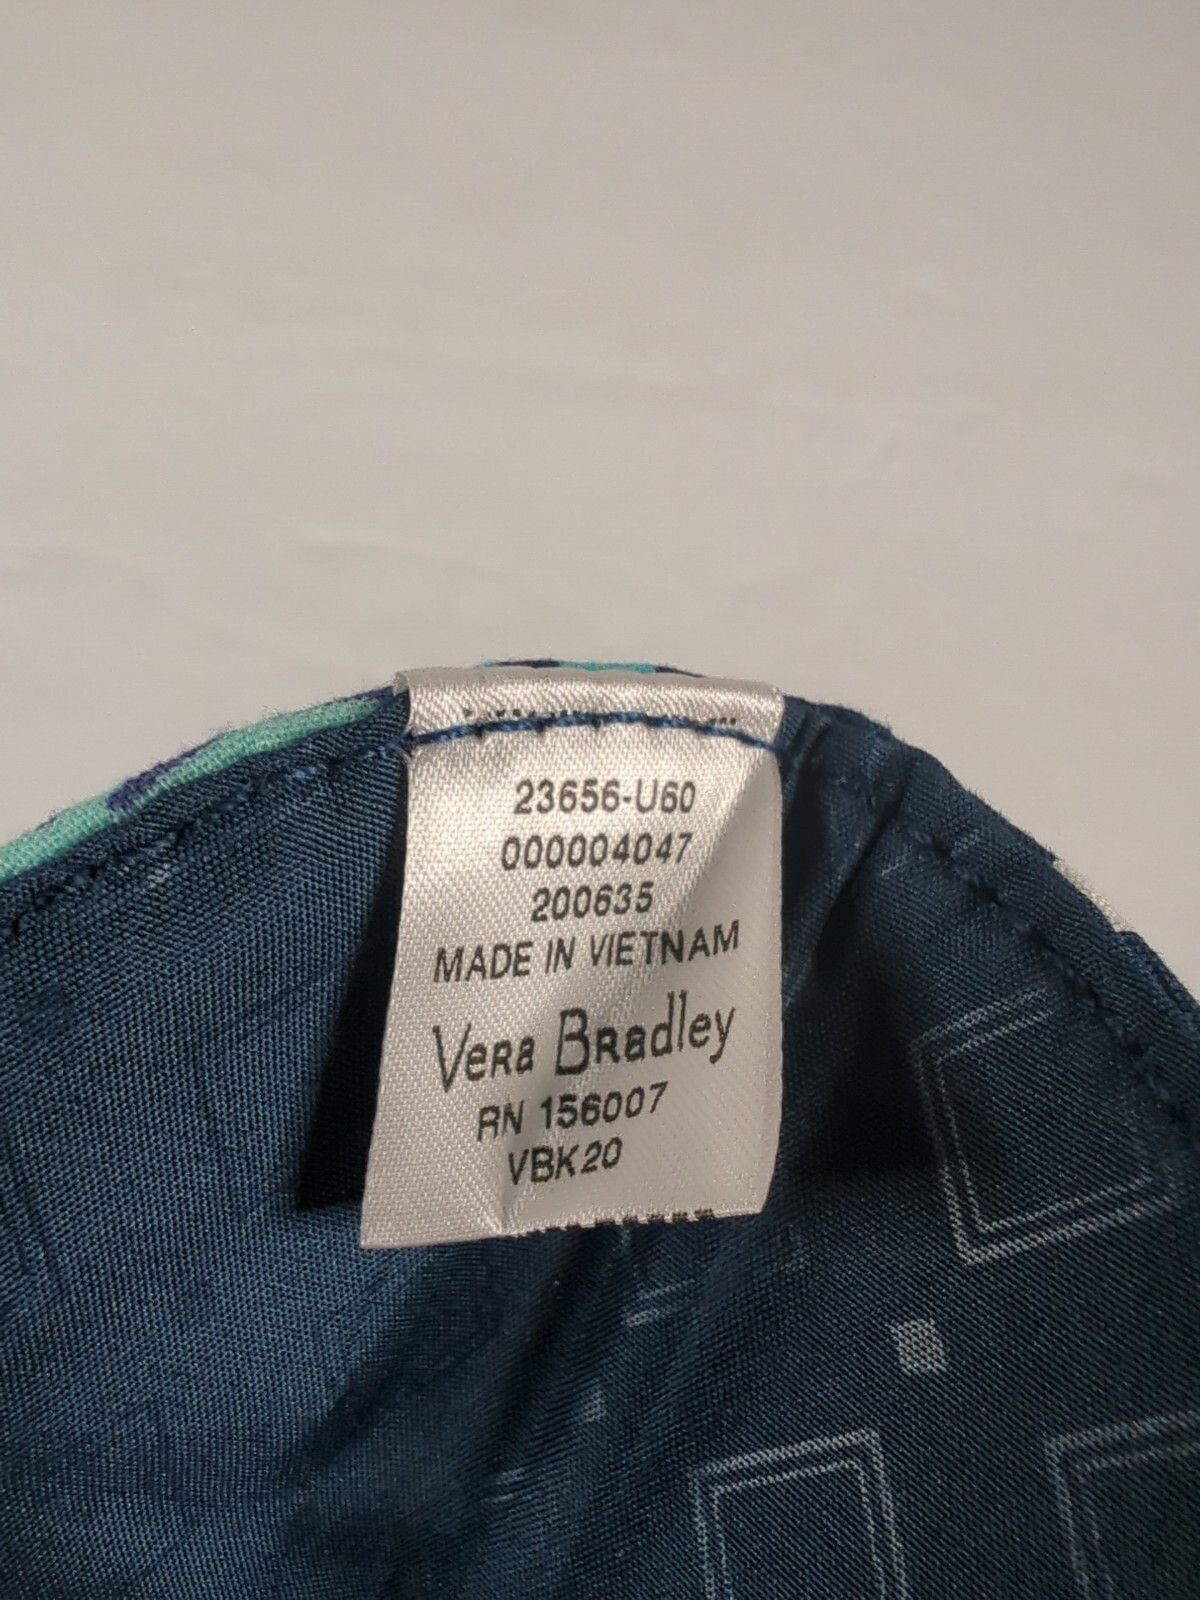 23656-U60
000004047
200635
MADE IN VIETNAM
Vera Bradley
RN 156007
VBK20